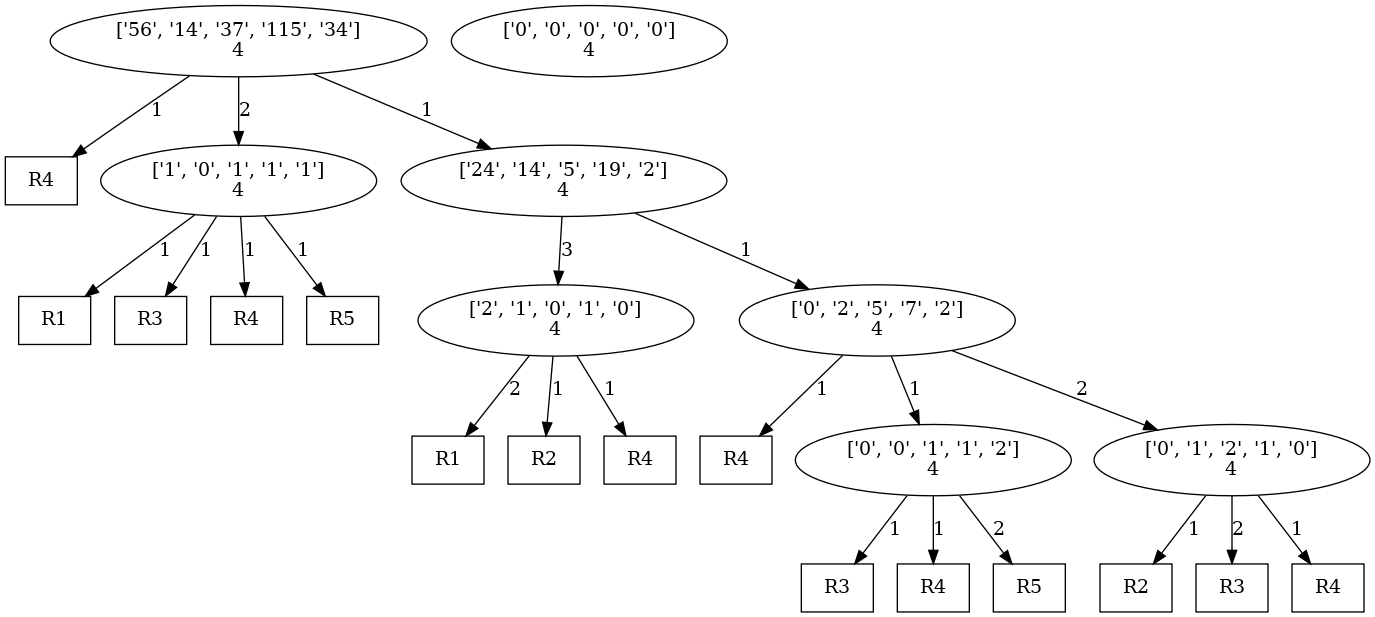 ['56', '14', '37', '115', '34']
4
['0', '0', '0', '0', '0']
4
1
2
1
R4
['1', '0', '1', '1', '1']
4
['24', '14', '5', '19', '2']
4
1
1
1
1
3
1
R1
R3
R4
R5
['2', '1', '0', '1', '0']
4
['0', '2', '5', '7', '2']
4
2
1
1
1
1
2
R1
R2
R4
R4
['0', '0', '1', '1', '2']
4
['0', '1', '2', '1', '0']
4
1
1
2
1
2
1
R3
R4
R5
R2
R3
R4